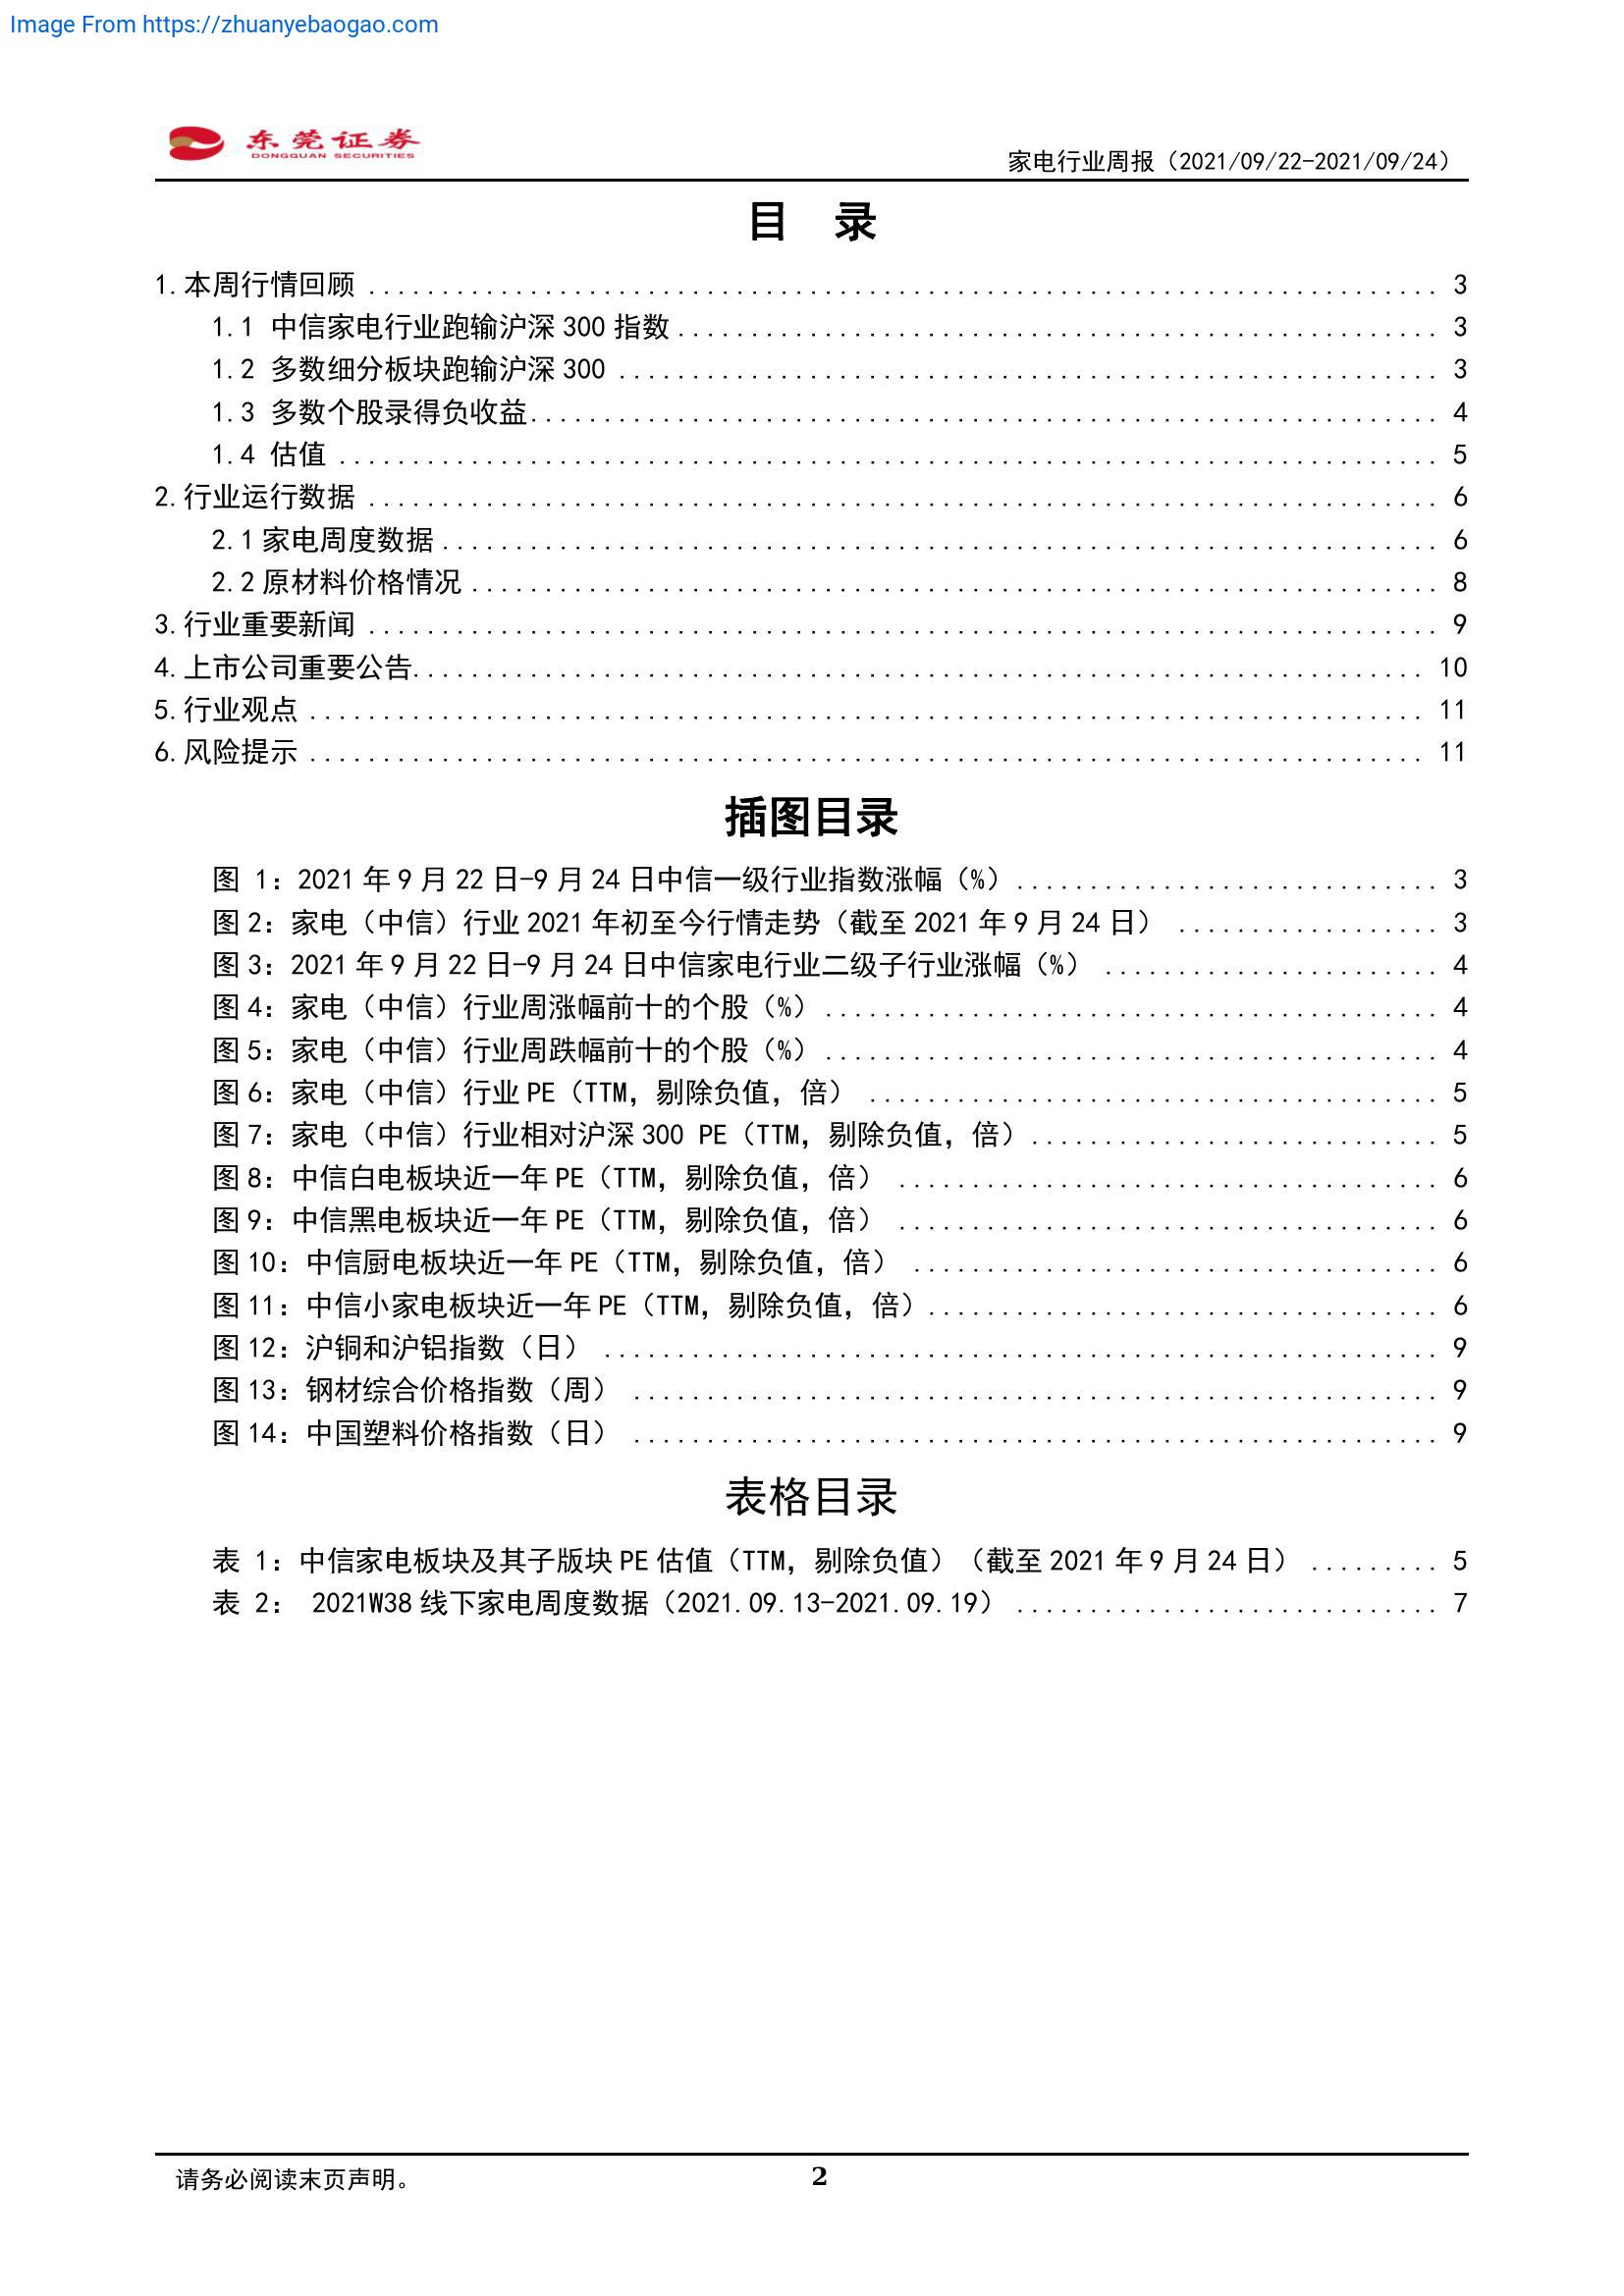 Image From https://zhuanyebaogao.com
东莞证券
DONGGUAN SECURITIES
家电行业周报（2021/09/22-2021/09/24）
目 录
1.本周行情回顾 ........ 3
1.1 中信家电行业跑输沪深 300 指数 ........ 3
1.2 多数细分板块跑输沪深 300 ........ 3
1.3 多数个股录得负收益 ........ 4
1.4 估值 ........ 5
2.行业运行数据 ........ 6
2.1 家电周度数据 ........ 6
2.2 原材料价格情况 ........ 8
3.行业重要新闻 ........ 9
4.上市公司重要公告 ........ 10
5.行业观点 ........ 11
6.风险提示 ........ 11
插图目录
图 1：2021 年 9 月 22 日-9 月 24 日中信一级行业指数涨幅（%） ........ 3
图 2：家电（中信）行业 2021 年初至今行情走势（截至 2021 年 9 月 24 日） ........ 3
图 3：2021 年 9 月 22 日-9 月 24 日中信家电行业二级子行业涨幅（%） ........ 4
图 4：家电（中信）行业周涨幅前十的个股（%） ........ 4
图 5：家电（中信）行业周跌幅前十的个股（%） ........ 4
图 6：家电（中信）行业 PE（TTM，剔除负值，倍） ........ 5
图 7：家电（中信）行业相对沪深 300 PE（TTM，剔除负值，倍） ........ 5
图 8：中信白电板块近一年 PE（TTM，剔除负值，倍） ........ 6
图 9：中信黑电板块近一年 PE（TTM，剔除负值，倍） ........ 6
图 10：中信厨电板块近一年 PE（TTM，剔除负值，倍） ........ 6
图 11：中信小家电板块近一年 PE（TTM，剔除负值，倍） ........ 6
图 12：沪铜和沪铝指数（日） ........ 9
图 13：钢材综合价格指数（周） ........ 9
图 14：中国塑料价格指数（日） ........ 9
表格目录
表 1：中信家电板块及其子版块 PE 估值（TTM，剔除负值）（截至 2021 年 9 月 24 日） ........ 5
表 2： 2021W38 线下家电周度数据（2021.09.13-2021.09.19） ........ 7
请务必阅读末页声明。
2